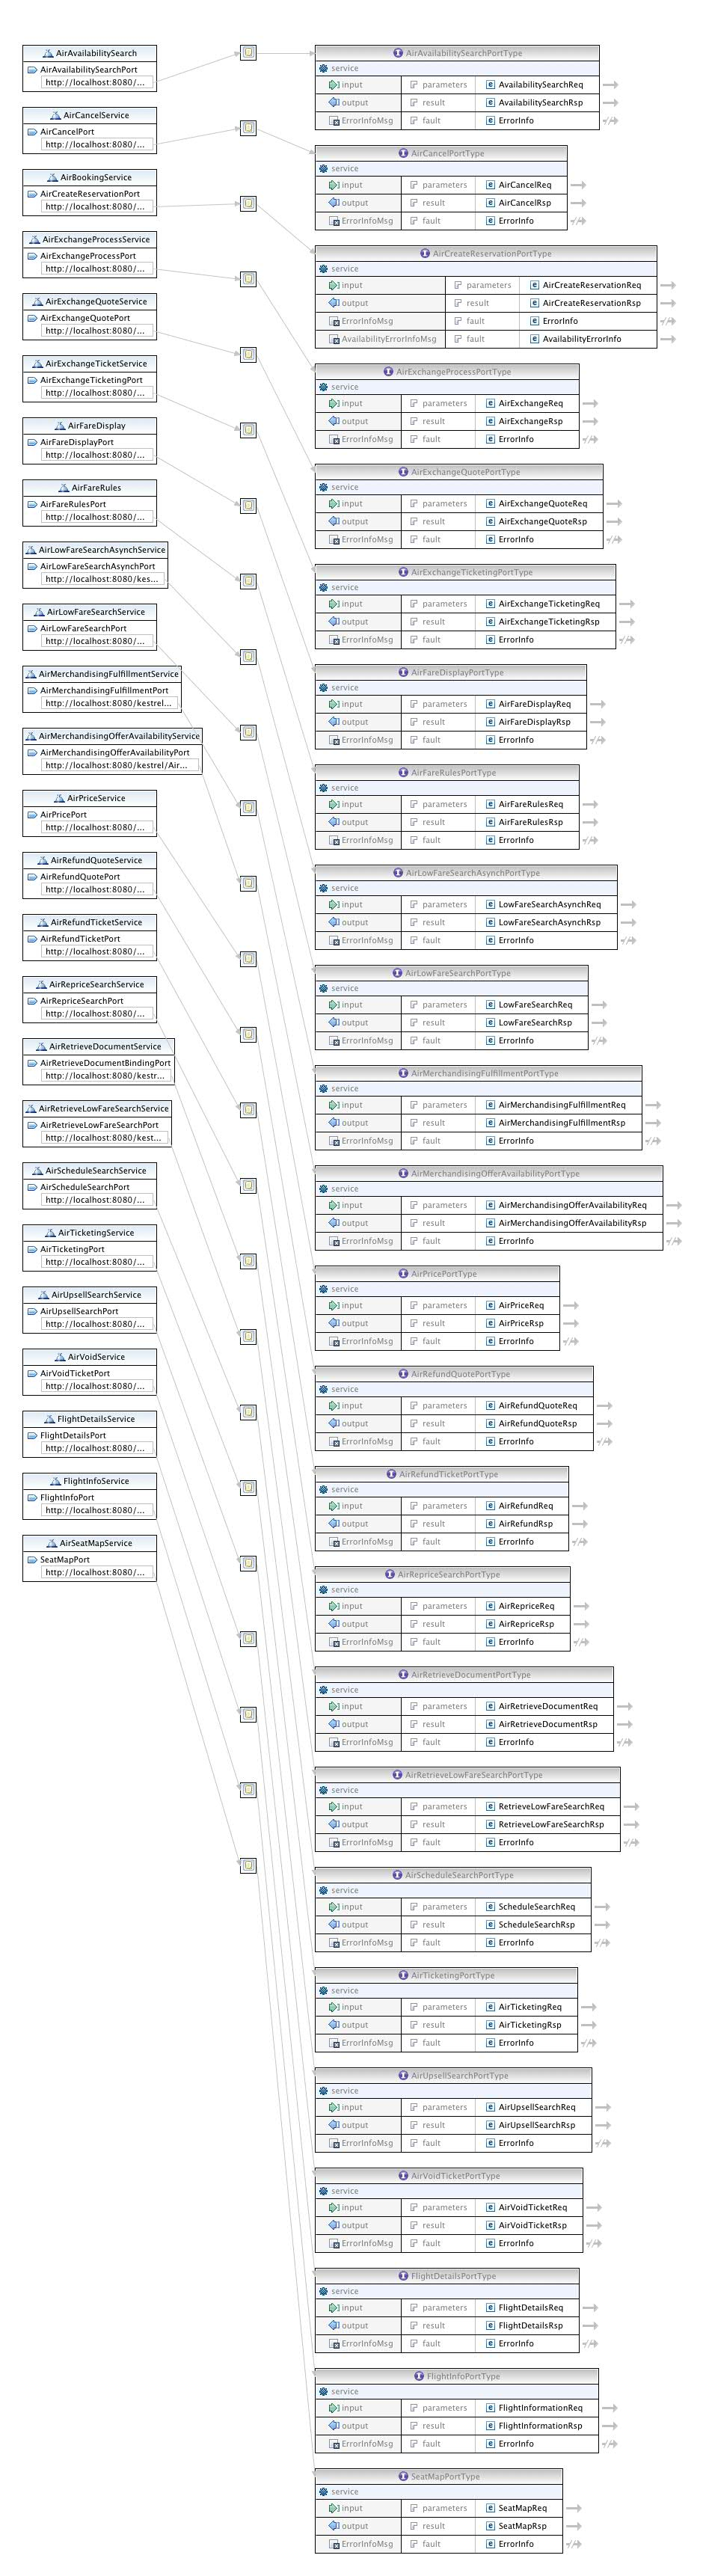 AirAvailabilitySearch
AirAvailabilitySearchPort
http://localhost:8080/...
AirCancelService
AirCancelPort
http://localhost:8080/...
AirBookingService
AirCreateReservationPort
http://localhost:8080/...
AirExchangeProcessService
AirExchangeProcessPort
http://localhost:8080/...
AirExchangeQuoteService
AirExchangeQuotePort
http://localhost:8080/...
AirExchangeTicketService
AirExchangeTicketingPort
http://localhost:8080/...
AirFareDisplay
AirFareDisplayPort
http://localhost:8080/...
AirFareRules
AirFareRulesPort
http://localhost:8080/...
AirLowFareSearchAsynchService
AirLowFareSearchAsynchPort
http://localhost:8080/kes...
AirLowFareSearchService
AirLowFareSearchPort
http://localhost:8080/...
AirMerchandisingFulfillmentService
AirMerchandisingFulfillmentPort
http://localhost:8080/kestrel...
AirMerchandisingOfferAvailabilityService
AirMerchandisingOfferAvailabilityPort
http://localhost:8080/kestrel/Air...
AirPriceService
AirPricePort
http://localhost:8080/...
AirRefundQuoteService
AirRefundQuotePort
http://localhost:8080/...
AirRefundTicketService
AirRefundTicketPort
http://localhost:8080/...
AirRepriceSearchService
AirRepriceSearchPort
http://localhost:8080/...
AirRetrieveDocumentService
AirRetrieveDocumentBindingPort
http://localhost:8080/kestr...
AirRetrieveLowFareSearchService
AirRetrieveLowFareSearchPort
http://localhost:8080/kest...
AirScheduleSearchService
AirScheduleSearchPort
http://localhost:8080/...
AirTicketingService
AirTicketingPort
http://localhost:8080/...
AirUpsellSearchService
AirUpsellSearchPort
http://localhost:8080/...
AirVoidService
AirVoidTicketPort
http://localhost:8080/...
FlightDetailsService
FlightDetailsPort
http://localhost:8080/...
FlightInfoService
FlightInfoPort
http://localhost:8080/...
AirSeatMapService
SeatMapPort
http://localhost:8080/...
AirAvailabilitySearchPortType
service
input parameters AvailabilitySearchReq
output result AvailabilitySearchRsp
ErrorInfoMsg fault ErrorInfo
AirCancelPortType
service
input parameters AirCancelReq
output result AirCancelRsp
ErrorInfoMsg fault ErrorInfo
AirCreateReservationPortType
service
input parameters AirCreateReservationReq
output result AirCreateReservationRsp
ErrorInfoMsg fault ErrorInfo
AvailabilityErrorInfoMsg fault AvailabilityErrorInfo
AirExchangeProcessPortType
service
input parameters AirExchangeReq
output result AirExchangeRsp
ErrorInfoMsg fault ErrorInfo
AirExchangeQuotePortType
service
input parameters AirExchangeQuoteReq
output result AirExchangeQuoteRsp
ErrorInfoMsg fault ErrorInfo
AirExchangeTicketingPortType
service
input parameters AirExchangeTicketingReq
output result AirExchangeTicketingRsp
ErrorInfoMsg fault ErrorInfo
AirFareDisplayPortType
service
input parameters AirFareDisplayReq
output result AirFareDisplayRsp
ErrorInfoMsg fault ErrorInfo
AirFareRulesPortType
service
input parameters AirFareRulesReq
output result AirFareRulesRsp
ErrorInfoMsg fault ErrorInfo
AirLowFareSearchAsynchPortType
service
input parameters LowFareSearchAsynchReq
output result LowFareSearchAsynchRsp
ErrorInfoMsg fault ErrorInfo
AirLowFareSearchPortType
service
input parameters LowFareSearchReq
output result LowFareSearchRsp
ErrorInfoMsg fault ErrorInfo
AirMerchandisingFulfillmentPortType
service
input parameters AirMerchandisingFulfillmentReq
output result AirMerchandisingFulfillmentRsp
ErrorInfoMsg fault ErrorInfo
AirMerchandisingOfferAvailabilityPortType
service
input parameters AirMerchandisingOfferAvailabilityReq
output result AirMerchandisingOfferAvailabilityRsp
ErrorInfoMsg fault ErrorInfo
AirPricePortType
service
input parameters AirPriceReq
output result AirPriceRsp
ErrorInfoMsg fault ErrorInfo
AirRefundQuotePortType
service
input parameters AirRefundQuoteReq
output result AirRefundQuoteRsp
ErrorInfoMsg fault ErrorInfo
AirRefundTicketPortType
service
input parameters AirRefundReq
output result AirRefundRsp
ErrorInfoMsg fault ErrorInfo
AirRepriceSearchPortType
service
input parameters AirRepriceReq
output result AirRepriceRsp
ErrorInfoMsg fault ErrorInfo
AirRetrieveDocumentPortType
service
input parameters AirRetrieveDocumentReq
output result AirRetrieveDocumentRsp
ErrorInfoMsg fault ErrorInfo
AirRetrieveLowFareSearchPortType
service
input parameters RetrieveLowFareSearchReq
output result RetrieveLowFareSearchRsp
ErrorInfoMsg fault ErrorInfo
AirScheduleSearchPortType
service
input parameters ScheduleSearchReq
output result ScheduleSearchRsp
ErrorInfoMsg fault ErrorInfo
AirTicketingPortType
service
input parameters AirTicketingReq
output result AirTicketingRsp
ErrorInfoMsg fault ErrorInfo
AirUpsellSearchPortType
service
input parameters AirUpsellSearchReq
output result AirUpsellSearchRsp
ErrorInfoMsg fault ErrorInfo
AirVoidTicketPortType
service
input parameters AirVoidTicketReq
output result AirVoidTicketRsp
ErrorInfoMsg fault ErrorInfo
FlightDetailsPortType
service
input parameters FlightDetailsReq
output result FlightDetailsRsp
ErrorInfoMsg fault ErrorInfo
FlightInfoPortType
service
input parameters FlightInformationReq
output result FlightInformationRsp
ErrorInfoMsg fault ErrorInfo
SeatMapPortType
service
input parameters SeatMapReq
output result SeatMapRsp
ErrorInfoMsg fault ErrorInfo